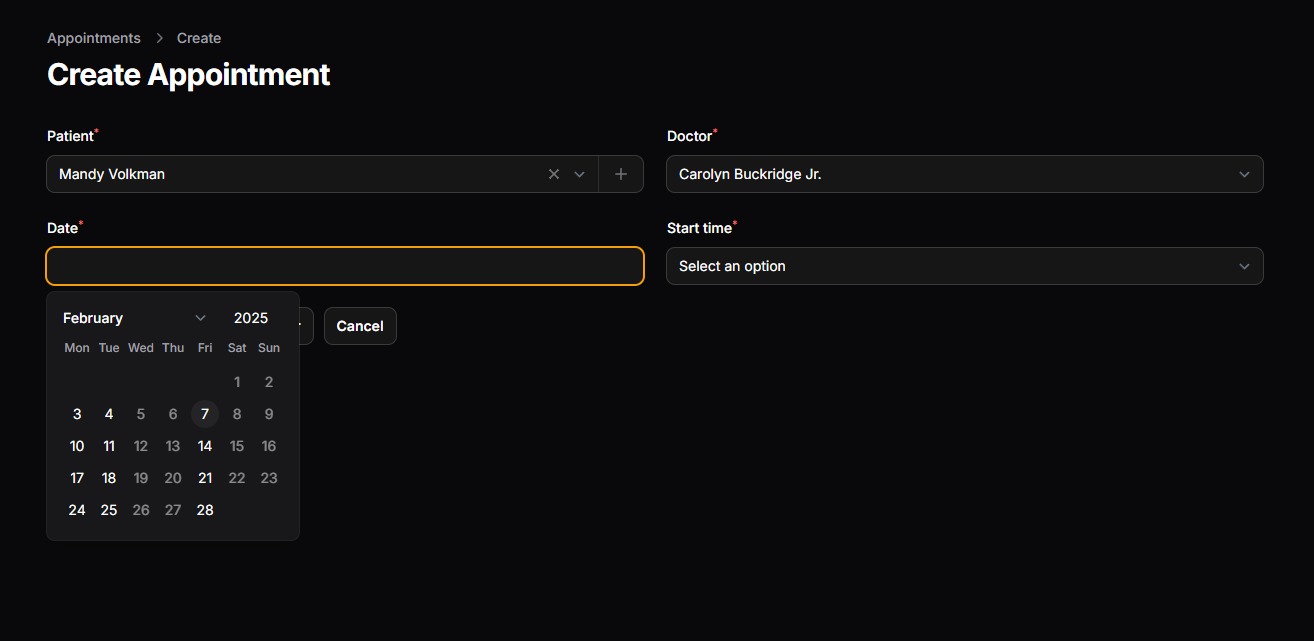 Appointments > Create
Create Appointment
Patient* Doctor*
Mandy Volkman Carolyn Buckridge Jr.
Date* Start time*
Select an option
February 2025
Cancel
Mon Tue Wed Thu Fri Sat Sun
1 2
3 4 5 6 7 8 9
10 11 12 13 14 15 16
17 18 19 20 21 22 23
24 25 26 27 28